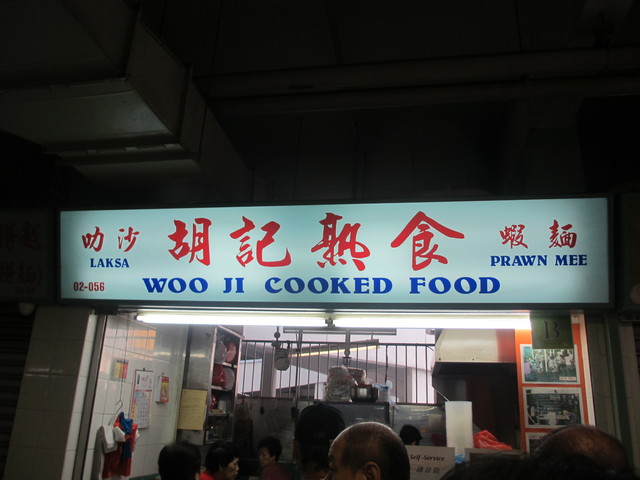 叻沙 胡記熟食 蝦麵
LAKSA PRAWN MEE
02-056 WOO JI COOKED FOOD
B
Self-Service